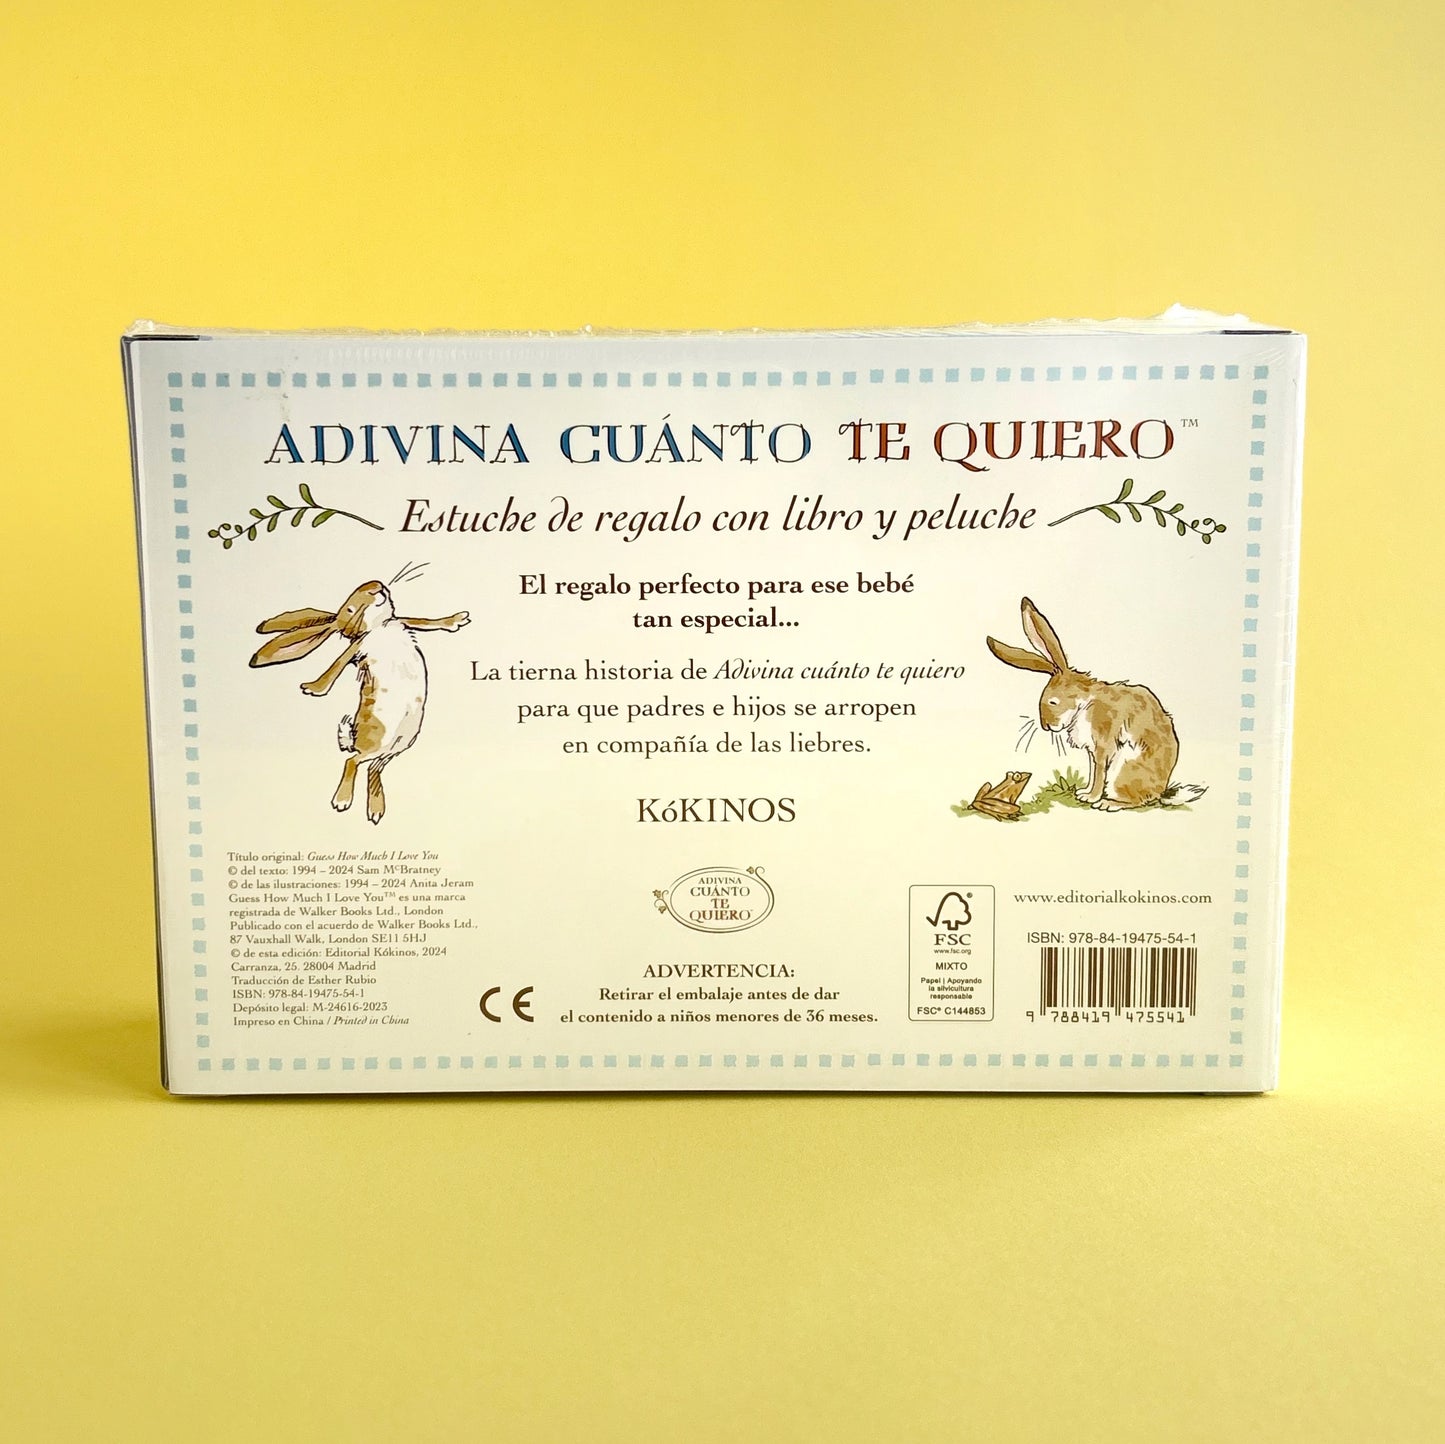 ADIVINA CUÁNTO TE QUIERO™
Estuche de regalo con libro y peluche
El regalo perfecto para ese bebé
tan especial...
La tierna historia de Adivina cuánto te quiero
para que padres e hijos se arropen
en compañía de las liebres.
KóKINOS
Título original: Guess How Much I Love You
© del texto: 1994 – 2024 Sam McBratney
© de las ilustraciones: 1994 – 2024 Anita Jeram
Guess How Much I Love You™ es una marca
registrada de Walker Books Ltd., London
Publicado con el acuerdo de Walker Books Ltd.,
87 Vauxhall Walk, London SE11 5HJ
© de esta edición: Editorial Kókinos, 2024
Carranza, 25. 28004 Madrid
Traducción de Esther Rubio
ISBN: 978-84-19475-54-1
Depósito legal: M-24616-2023
Impreso en China / Printed in China
CE
ADIVINA
CUÁNTO
TE
QUIERO™
ADVERTENCIA:
Retirar el embalaje antes de dar
el contenido a niños menores de 36 meses.
®
FSC
www.fsc.org
MIXTO
Papel | Apoyando
la silvicultura
responsable
FSC® C144853
www.editorialkokinos.com
ISBN: 978-84-19475-54-1
9 788419 475541